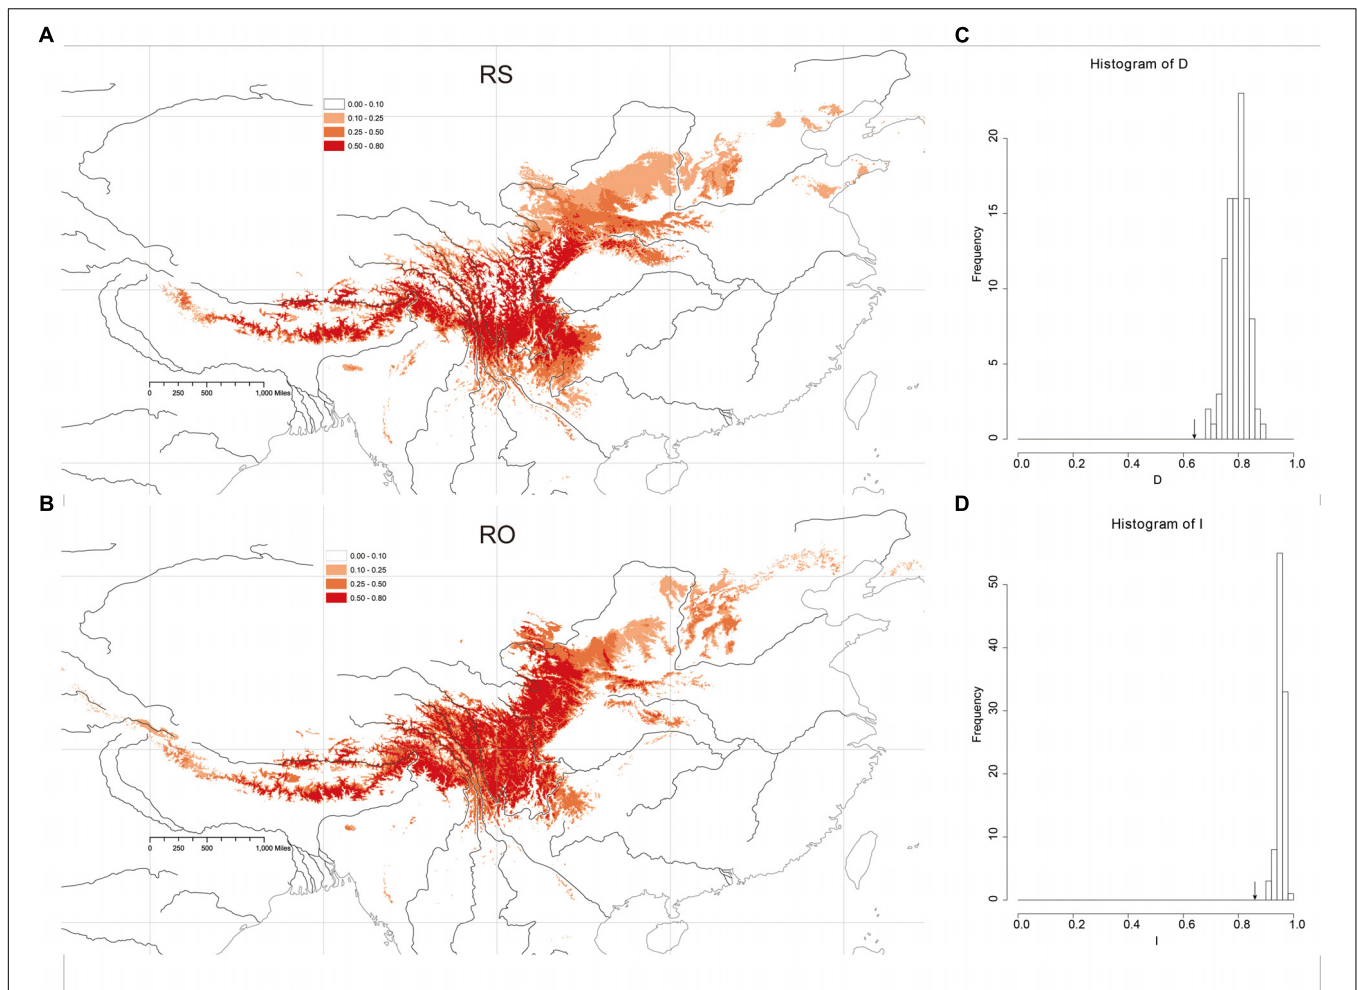 A
RS
0.00 - 0.10
0.10 - 0.25
0.25 - 0.50
0.50 - 0.80
0 250 500 1,000 Miles
B
RO
0.00 - 0.10
0.10 - 0.25
0.25 - 0.50
0.50 - 0.80
0 250 500 1,000 Miles
C
Histogram of D
Frequency
20
15
10
5
0
0.0 0.2 0.4 0.6 0.8 1.0
D
D
Histogram of I
Frequency
50
40
30
20
10
0
0.0 0.2 0.4 0.6 0.8 1.0
I